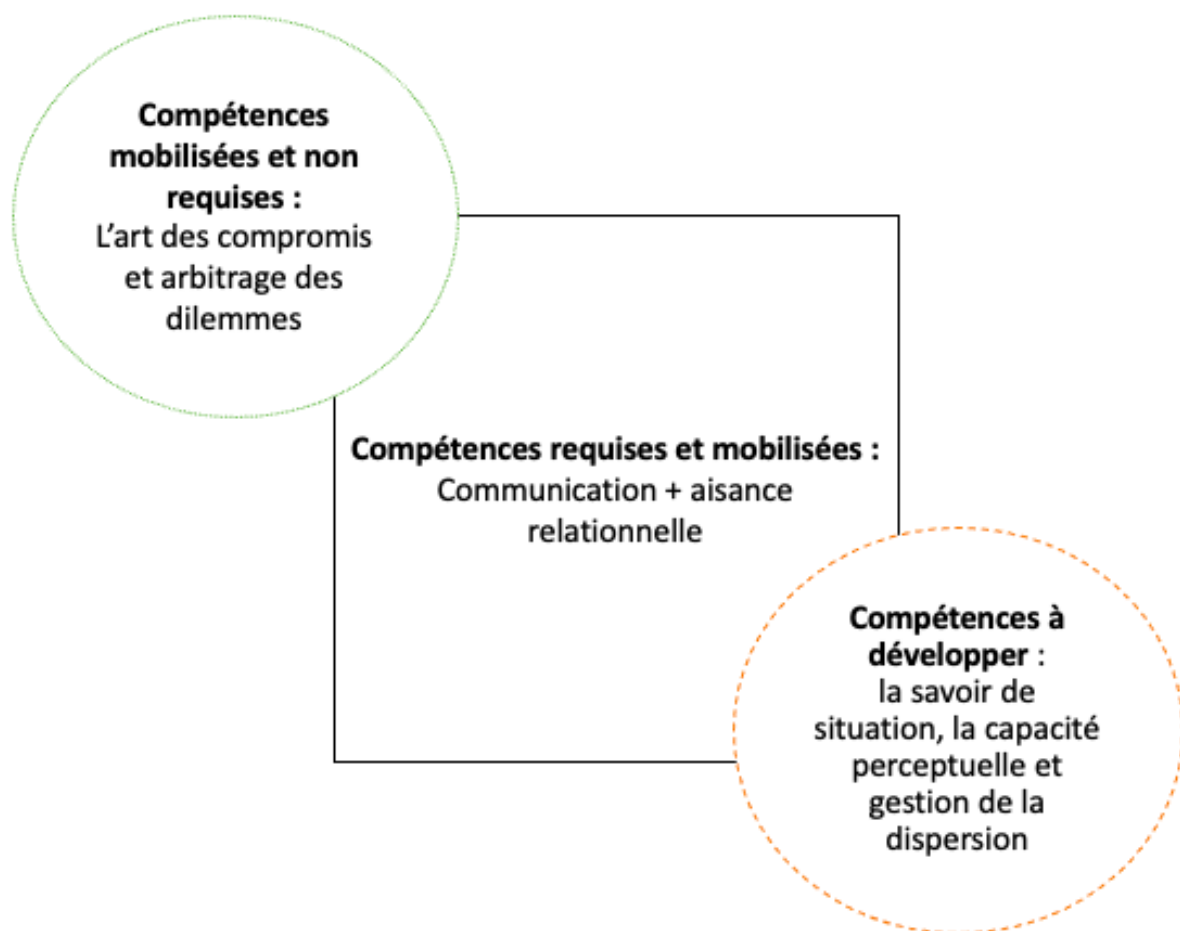 Compétences
mobilisées et non
requises :
L’art des compromis
et arbitrage des
dilemmes
Compétences requises et mobilisées :
Communication + aisance
relationnelle
Compétences à
développer :
la savoir de
situation, la capacité
perceptuelle et
gestion de la
dispersion